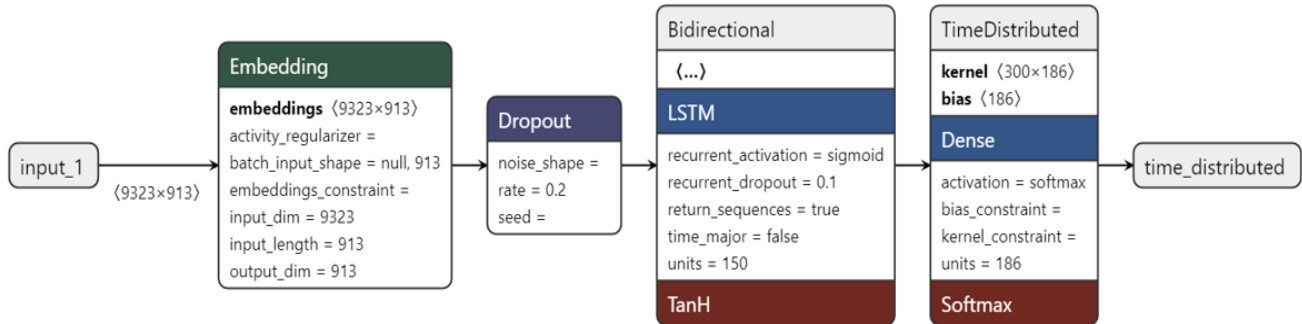 input_1
⟨9323×913⟩
Embedding
embeddings ⟨9323×913⟩
activity_regularizer =
batch_input_shape = null, 913
embeddings_constraint =
input_dim = 9323
input_length = 913
output_dim = 913
Dropout
noise_shape =
rate = 0.2
seed =
Bidirectional
⟨...⟩
LSTM
recurrent_activation = sigmoid
recurrent_dropout = 0.1
return_sequences = true
time_major = false
units = 150
TanH
TimeDistributed
kernel ⟨300×186⟩
bias ⟨186⟩
Dense
activation = softmax
bias_constraint =
kernel_constraint =
units = 186
Softmax
time_distributed